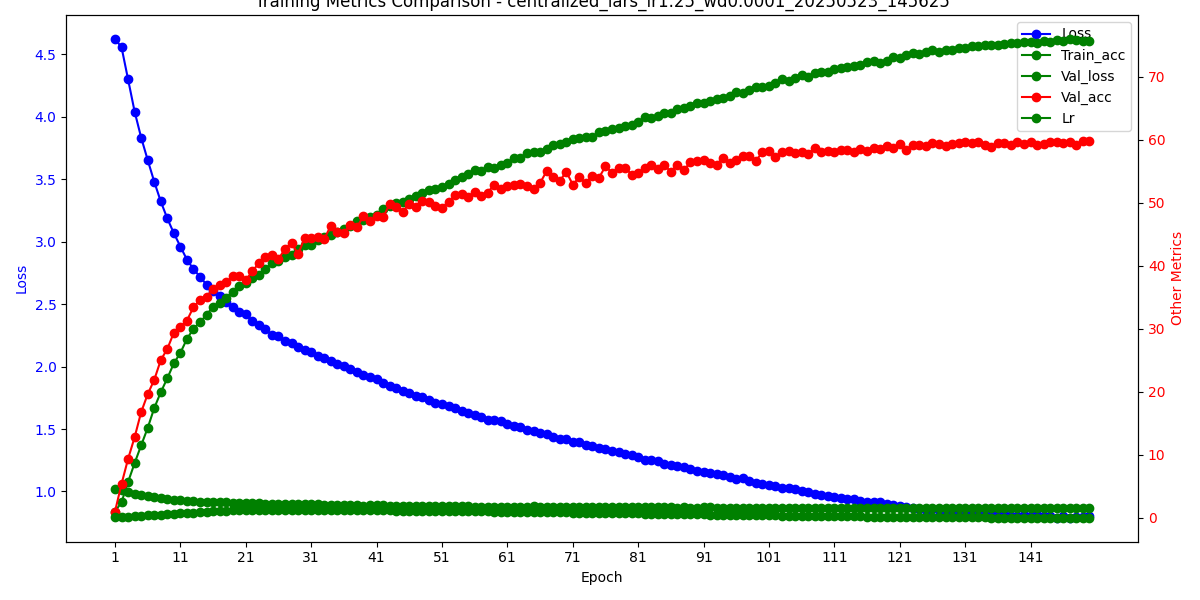 Training Metrics Comparison - centralized_lars_lr1.25_wd0.0001_20250523_145625
Loss
Train_acc
Val_loss
Val_acc
Lr
4.5
4.0
3.5
3.0
2.5
2.0
1.5
1.0
Loss
70
60
50
40
30
20
10
0
Other Metrics
1 11 21 31 41 51 61 71 81 91 101 111 121 131 141
Epoch